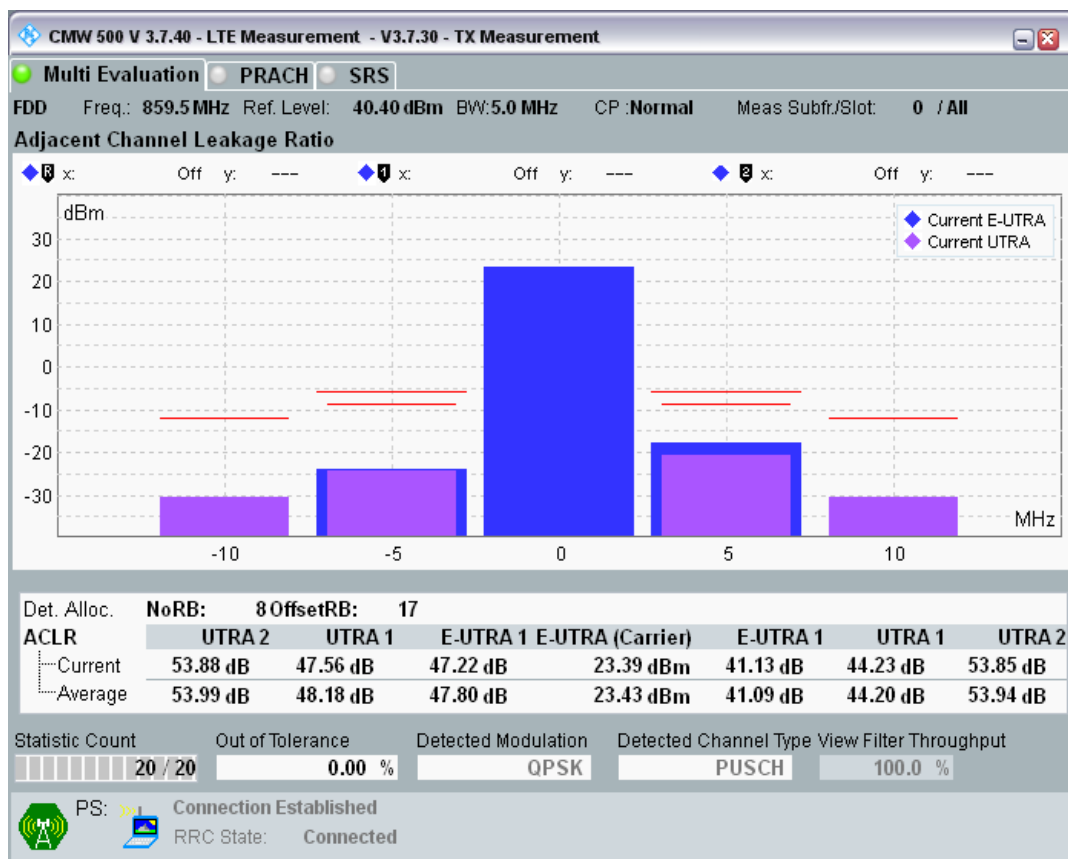 CMW 500 V 3.7.40 - LTE Measurement - V3.7.30 - TX Measurement
Multi Evaluation PRACH SRS
FDD Freq.: 859.5 MHz Ref. Level: 40.40 dBm BW:5.0 MHz CP :Normal Meas Subfr./Slot: 0 / All
Adjacent Channel Leakage Ratio
R x: Off y: --- 1 x: Off y: --- 2 x: Off y: ---
dBm
Current E-UTRA
Current UTRA
30
20
10
0
-10
-20
-30
MHz
-10 -5 0 5 10
Det. Alloc. NoRB: 8 OffsetRB: 17
ACLR UTRA 2 UTRA 1 E-UTRA 1 E-UTRA (Carrier) E-UTRA 1 UTRA 1 UTRA 2
Current 53.88 dB 47.56 dB 47.22 dB 23.39 dBm 41.13 dB 44.23 dB 53.85 dB
Average 53.99 dB 48.18 dB 47.80 dB 23.43 dBm 41.09 dB 44.20 dB 53.94 dB
Statistic Count Out of Tolerance Detected Modulation Detected Channel Type View Filter Throughput
20 / 20 0.00 % QPSK PUSCH 100.0 %
PS: Connection Established
RRC State: Connected